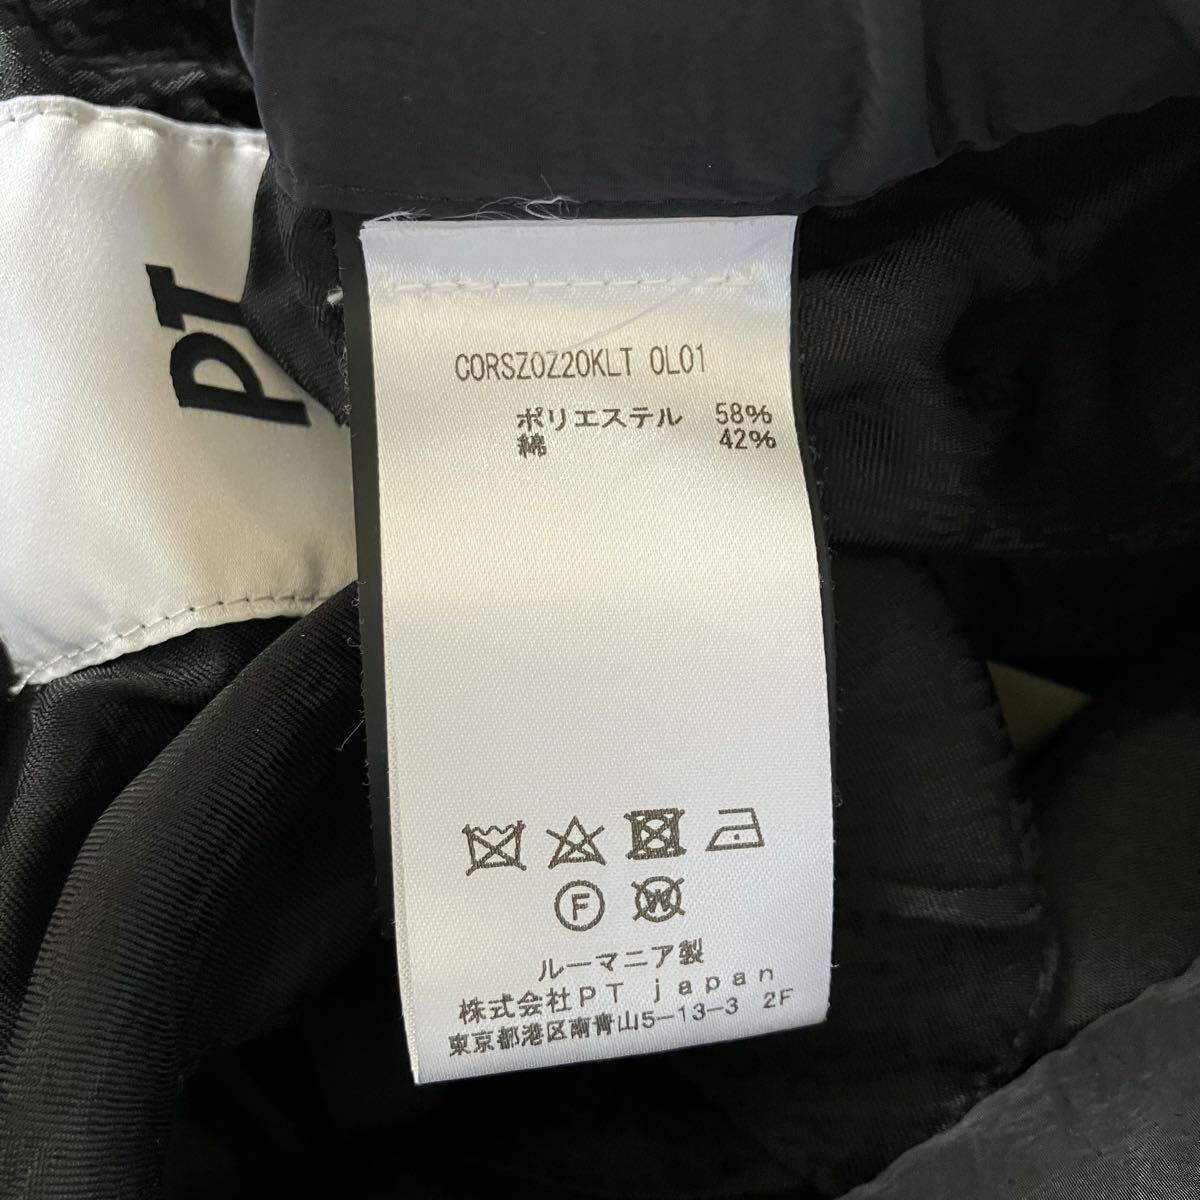 PT
CORSZ0Z20KLT OL01
ポリエステル 58%
綿 42%
F
W
ルーマニア製
株式会社PT japan
東京都港区南青山5-13-3 2F